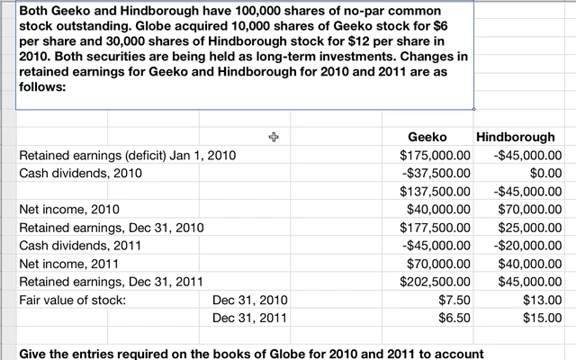 Both Geeko and Hindborough have 100,000 shares of no-par common
stock outstanding. Globe acquired 10,000 shares of Geeko stock for $6
per share and 30,000 shares of Hindborough stock for $12 per share in
2010. Both securities are being held as long-term investments. Changes in
retained earnings for Geeko and Hindborough for 2010 and 2011 are as
follows:
Geeko Hindborough
Retained earnings (deficit) Jan 1, 2010 $175,000.00 -$45,000.00
Cash dividends, 2010 -$37,500.00 $0.00
$137,500.00 -$45,000.00
Net income, 2010 $40,000.00 $70,000.00
Retained earnings, Dec 31, 2010 $177,500.00 $25,000.00
Cash dividends, 2011 -$45,000.00 -$20,000.00
Net income, 2011 $70,000.00 $40,000.00
Retained earnings, Dec 31, 2011 $202,500.00 $45,000.00
Fair value of stock: Dec 31, 2010 $7.50 $13.00
Dec 31, 2011 $6.50 $15.00
Give the entries required on the books of Globe for 2010 and 2011 to account